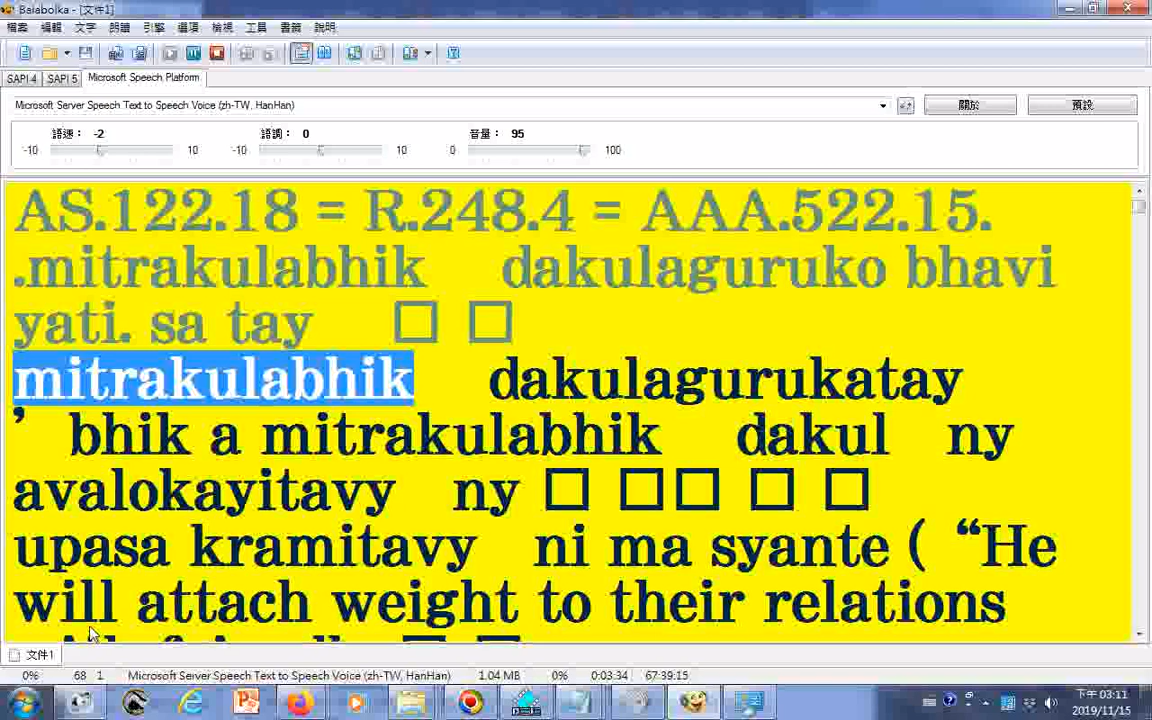 Balabolka - [文件1]
檔案 編輯 文字 朗讀 引擎 選項 檢視 工具 書籤 說明
SAPI 4 SAPI 5 Microsoft Speech Platform
Microsoft Server Speech Text to Speech Voice (zh-TW, HanHan) 關於 預設
語速： -2 語調： 0 音量： 95
-10 10 -10 10 0 100
AS.122.18 = R.248.4 = AAA.522.15.
.mitrakulabhik dakulaguruko bhavi
yati. sa tay □ □
mitrakulabhik dakulagurukatay
’ bhik a mitrakulabhik dakul ny
avalokayitavy ny □ □□ □ □
upasa kramitavy ni ma syante ( “He
will attach weight to their relations
文件1
0% 68 1 Microsoft Server Speech Text to Speech Voice (zh-TW, HanHan) 1.04 MB 0% 0:03:34 67:39:15
下午 03:11
2019/11/15